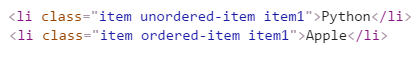 <li class="item unordered-item item1">Python</li>
<li class="item ordered-item item1">Apple</li>